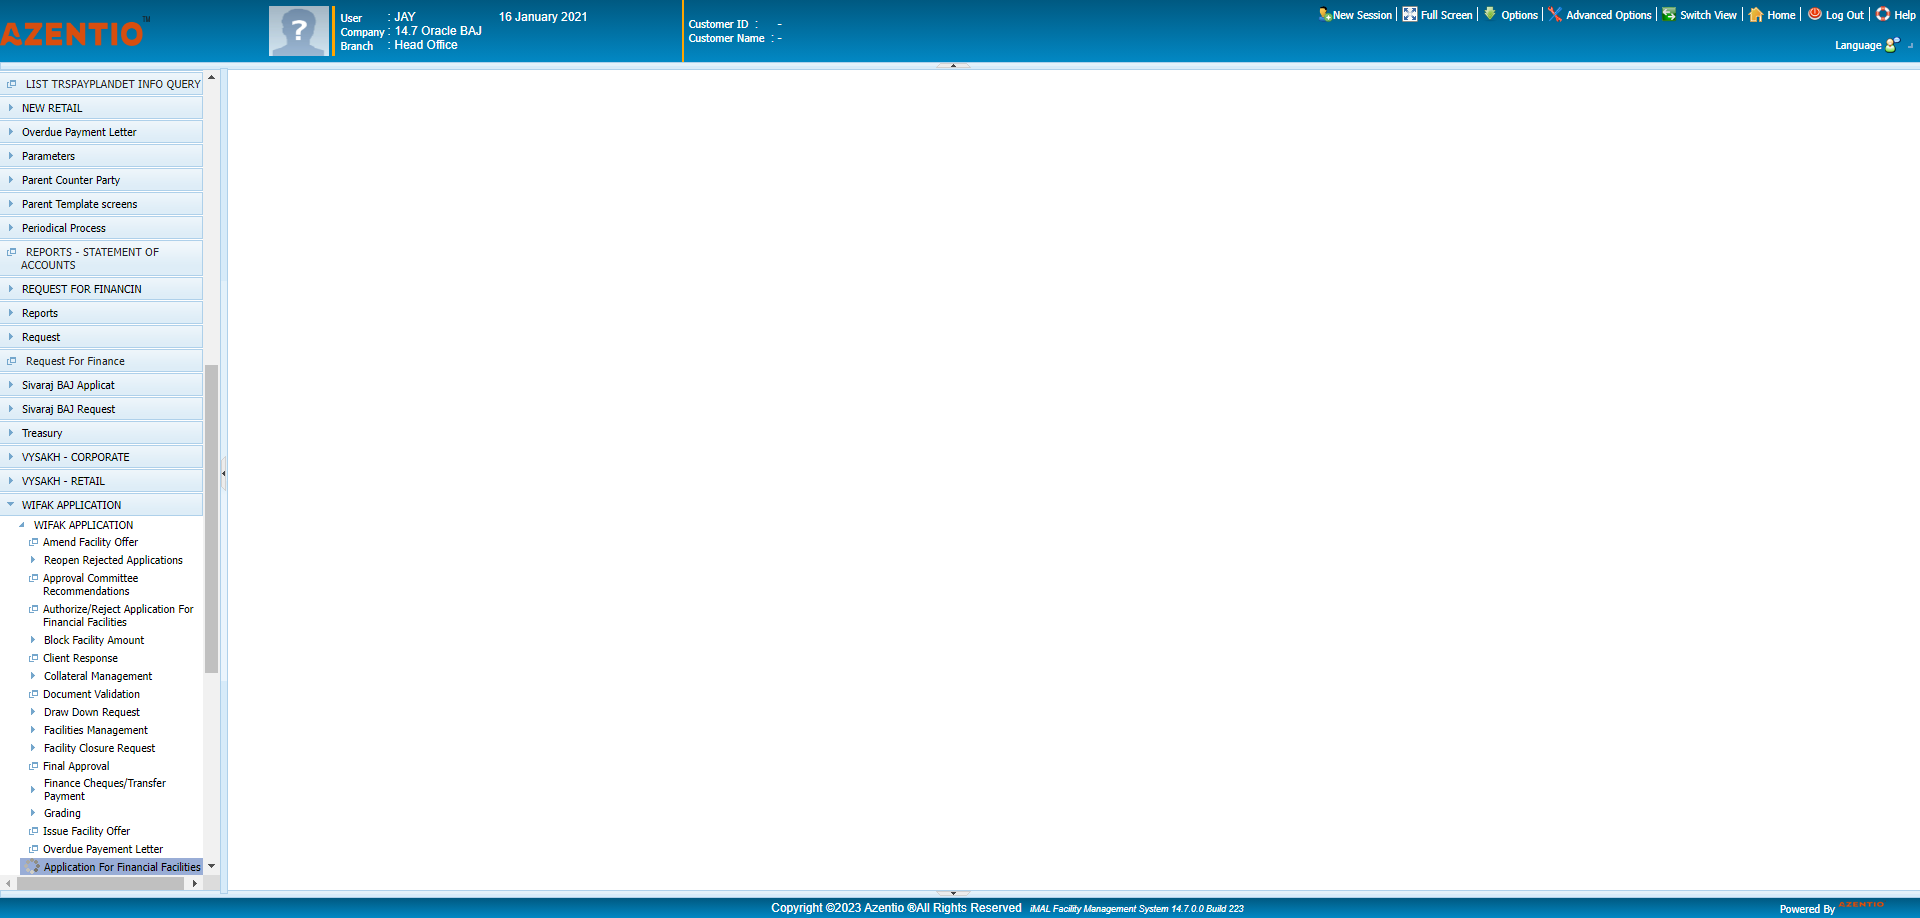 AZENTIO™
User : JAY 16 January 2021
Company : 14.7 Oracle BAJ
Branch : Head Office
Customer ID : -
Customer Name : -
New Session | Full Screen | Options | Advanced Options | Switch View | Home | Log Out | Help
Language
LIST TRSPAYPLANDET INFO QUERY
NEW RETAIL
Overdue Payment Letter
Parameters
Parent Counter Party
Parent Template screens
Periodical Process
REPORTS - STATEMENT OF
ACCOUNTS
REQUEST FOR FINANCIN
Reports
Request
Request For Finance
Sivaraj BAJ Applicat
Sivaraj BAJ Request
Treasury
VYSAKH - CORPORATE
VYSAKH - RETAIL
WIFAK APPLICATION
WIFAK APPLICATION
Amend Facility Offer
Reopen Rejected Applications
Approval Committee
Recommendations
Authorize/Reject Application For
Financial Facilities
Block Facility Amount
Client Response
Collateral Management
Document Validation
Draw Down Request
Facilities Management
Facility Closure Request
Final Approval
Finance Cheques/Transfer
Payment
Grading
Issue Facility Offer
Overdue Payement Letter
Application For Financial Facilities
Copyright ©2023 Azentio ®All Rights Reserved iMAL Facility Management System 14.7.0.0 Build 223
Powered By AZENTIO